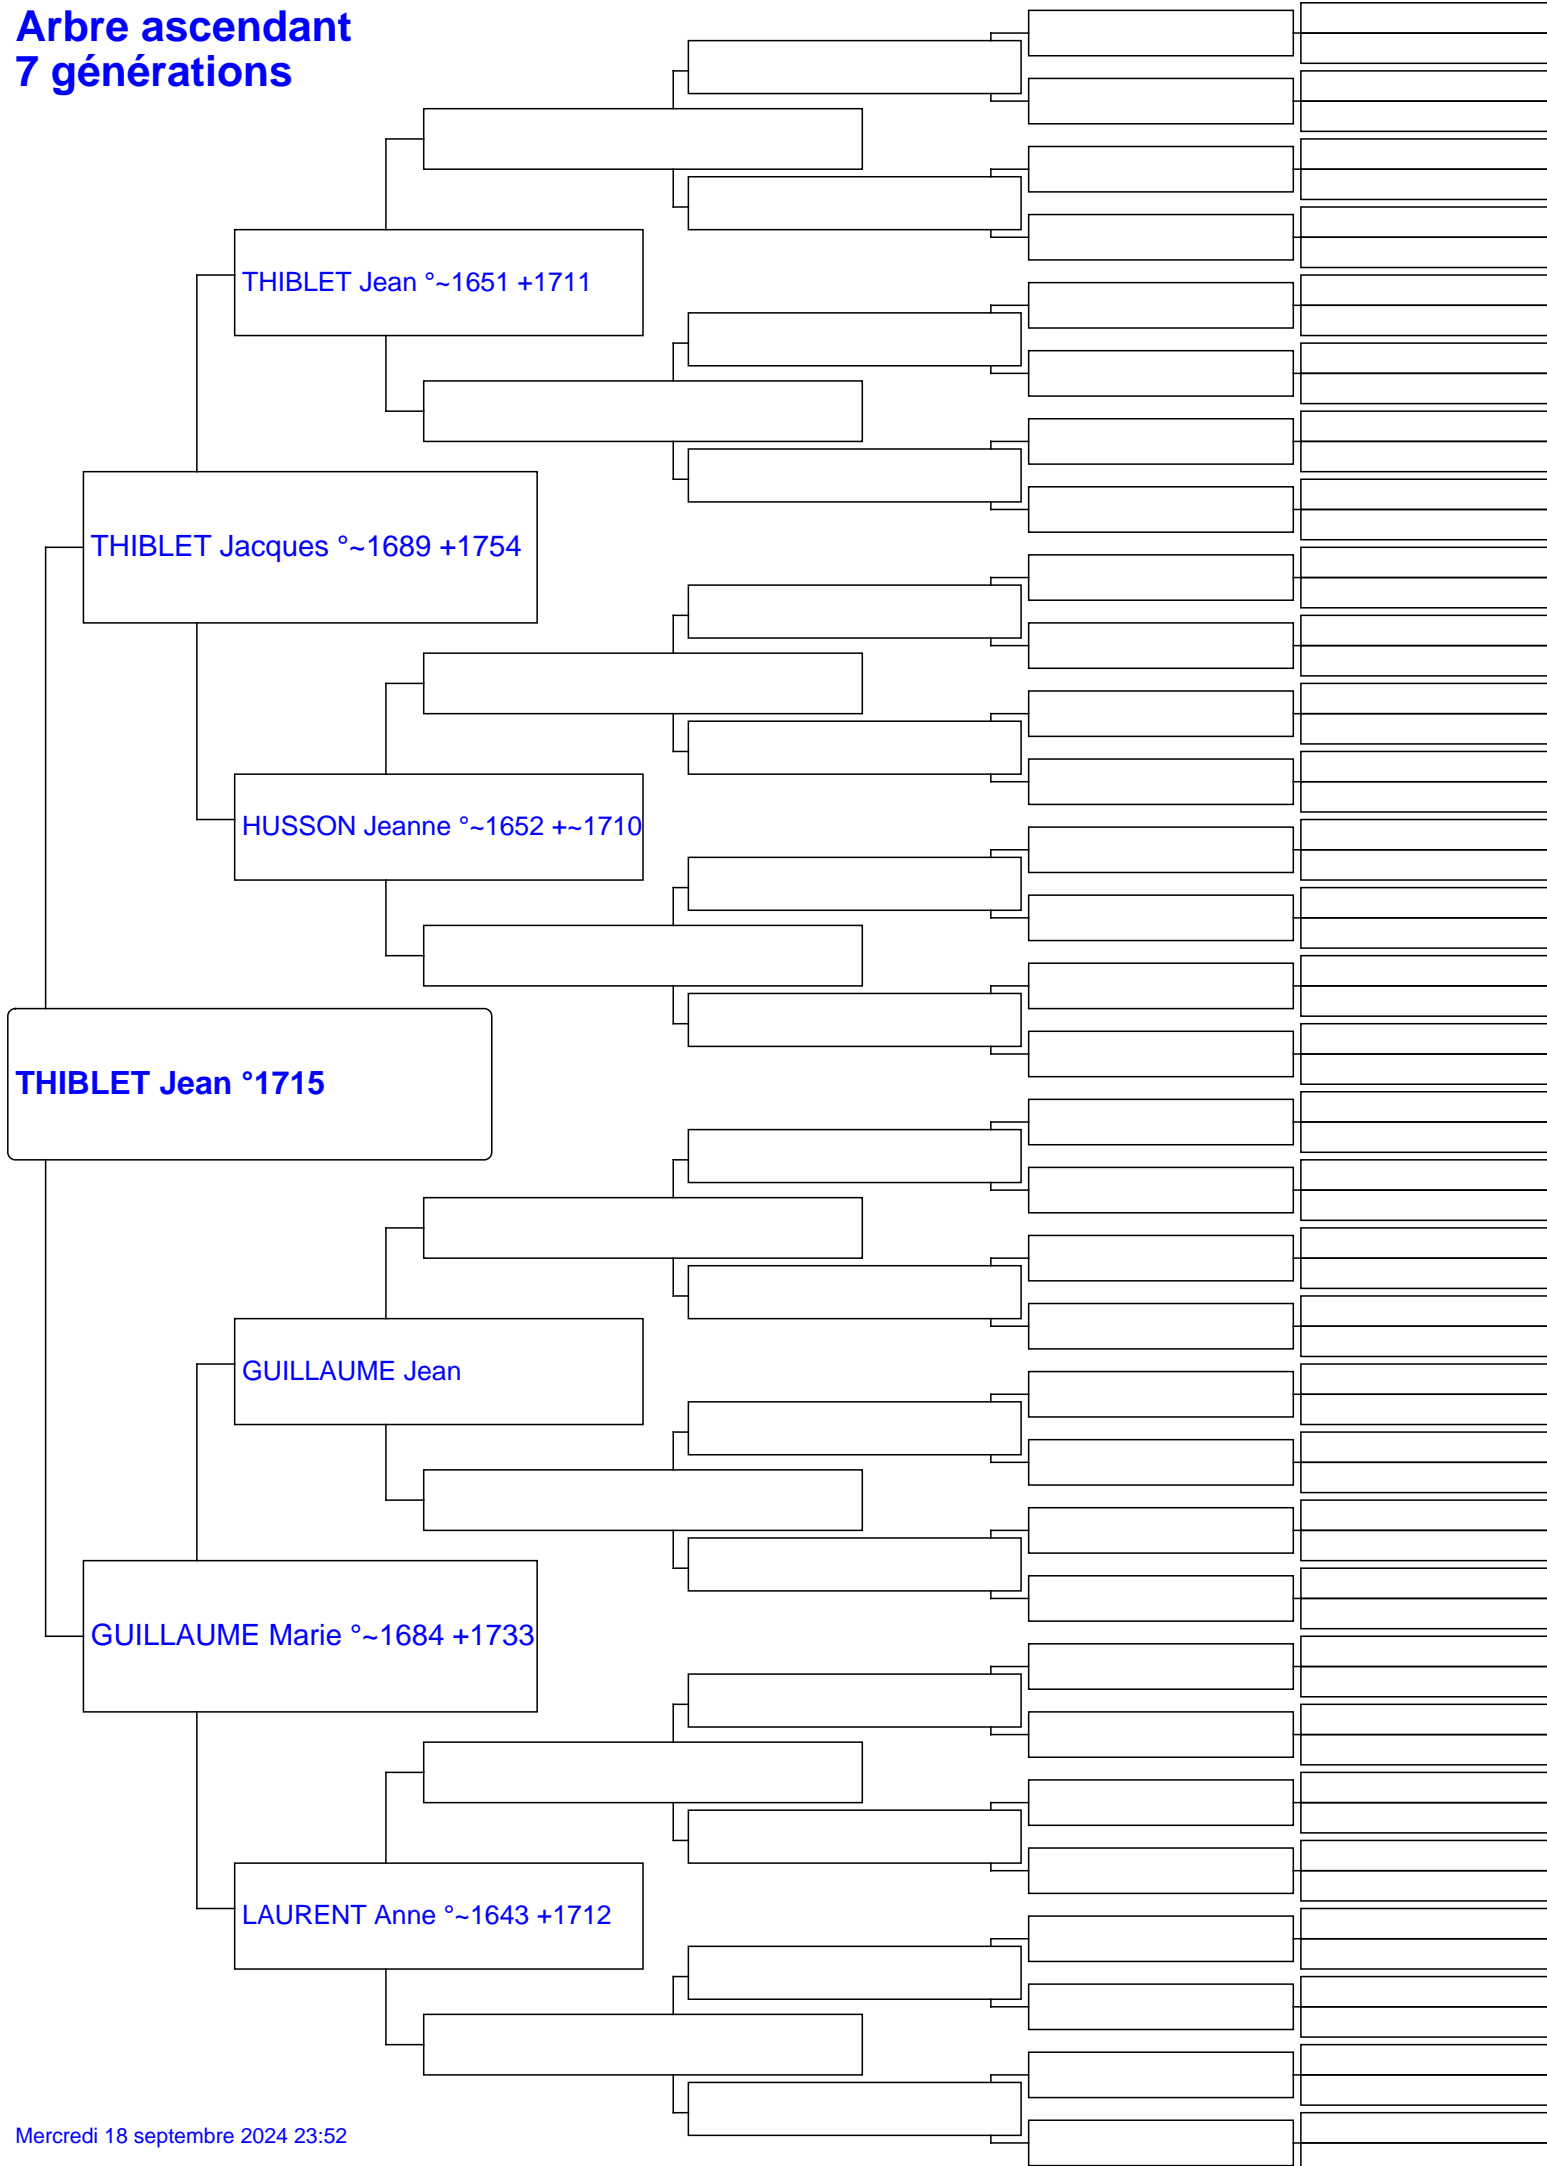 Arbre ascendant
7 générations
THIBLET Jean °~1651 +1711
THIBLET Jacques °~1689 +1754
HUSSON Jeanne °~1652 +~1710
THIBLET Jean °1715
GUILLAUME Jean
GUILLAUME Marie °~1684 +1733
LAURENT Anne °~1643 +1712
Mercredi 18 septembre 2024 23:52